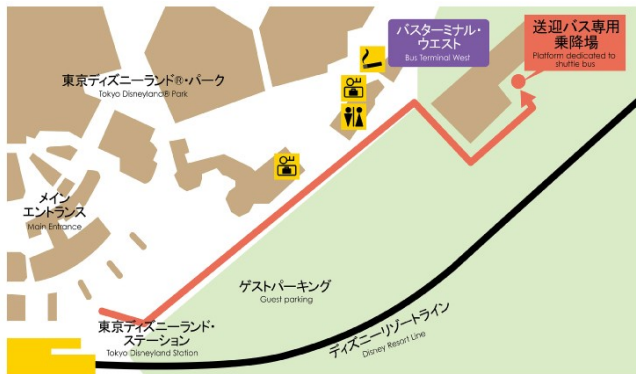 バスターミナル・
ウエスト
Bus Terminal West
送迎バス専用
乗降場
Platform dedicated to
shuttle bus
東京ディズニーランド®・パーク
Tokyo Disneyland® Park
メイン
エントランス
Main Entrance
ゲストパーキング
Guest parking
東京ディズニーランド・
ステーション
Tokyo Disneyland Station
ディズニーリゾートライン
Disney Resort Line